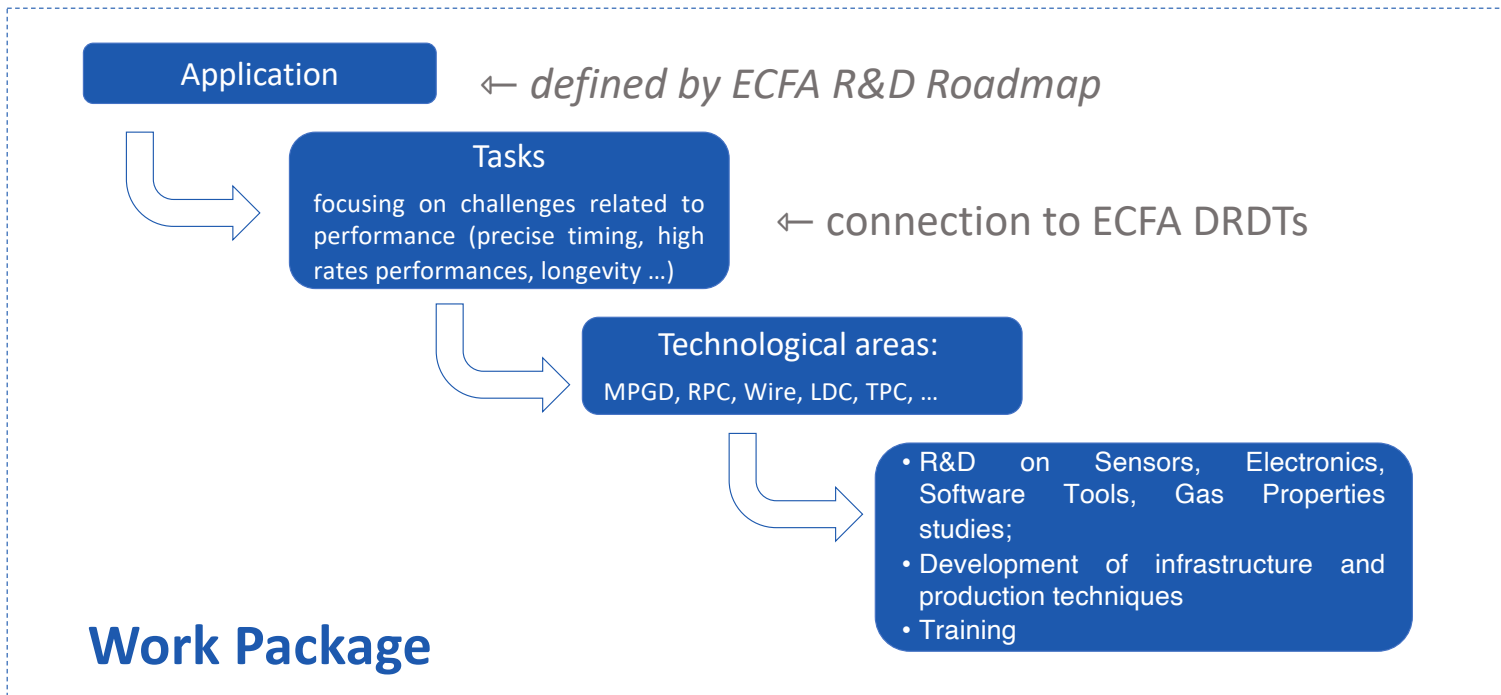 Application
← defined by ECFA R&D Roadmap
Tasks
focusing on challenges related to
performance (precise timing, high
rates performances, longevity ...)
← connection to ECFA DRDTs
Technological areas:
MPGD, RPC, Wire, LDC, TPC, ...
• R&D on Sensors, Electronics,
Software Tools, Gas Properties
studies;
• Development of infrastructure and
production techniques
• Training
Work Package